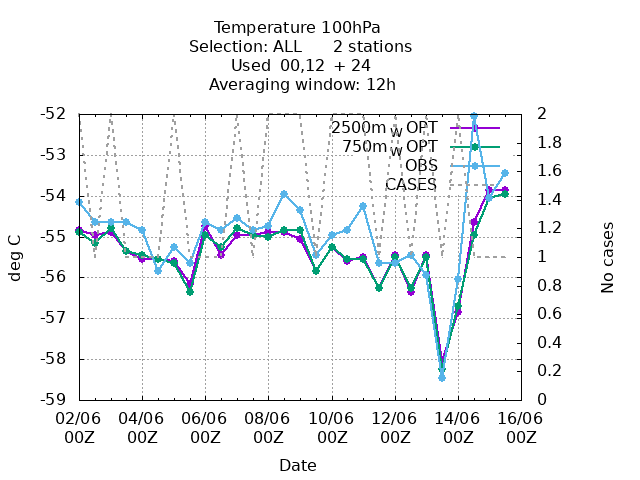 Temperature 100hPa
Selection: ALL 2 stations
Used 00,12 + 24
Averaging window: 12h
2500m_W OPT
750m_W OPT
OBS
CASES
-52
-53
-54
-55
-56
-57
-58
-59
deg C
2
1.8
1.6
1.4
1.2
1
0.8
0.6
0.4
0.2
0
No cases
02/06 04/06 06/06 08/06 10/06 12/06 14/06 16/06
00Z 00Z 00Z 00Z 00Z 00Z 00Z 00Z
Date